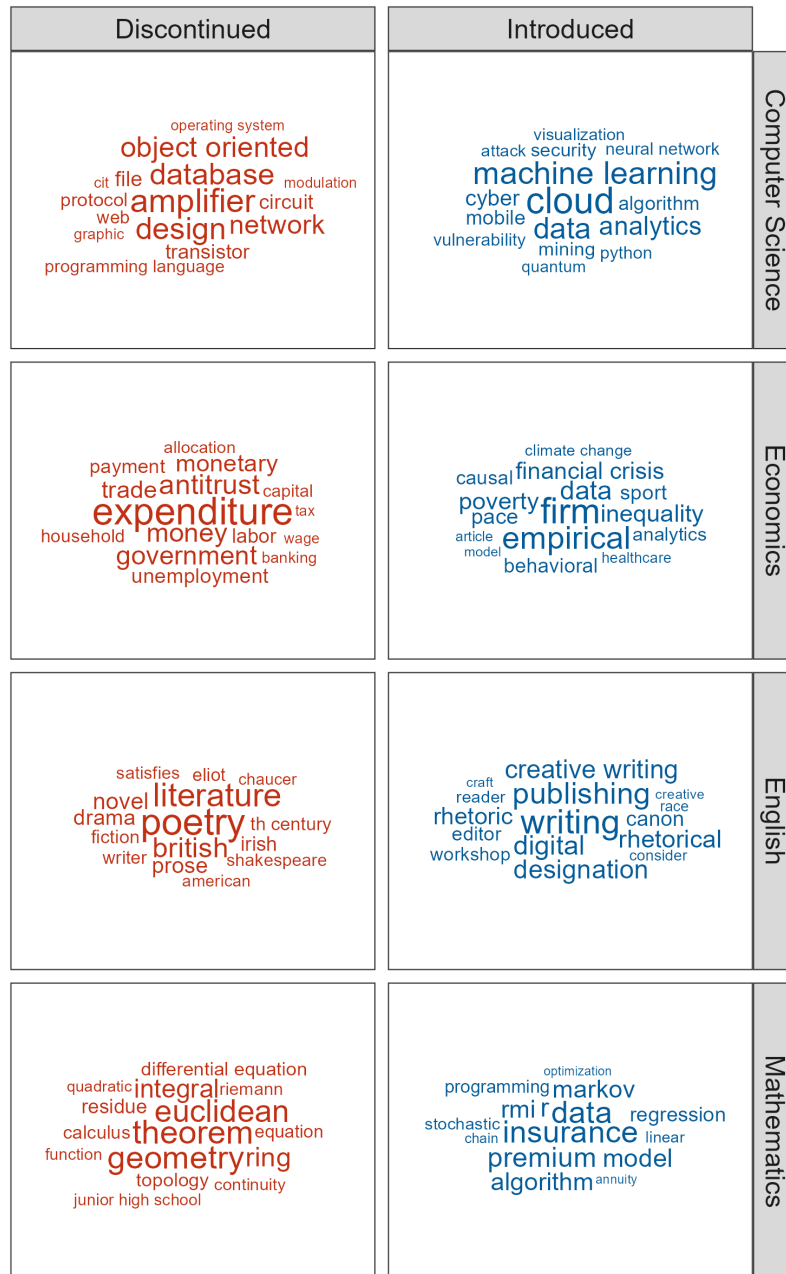 Discontinued
Introduced
Computer Science
operating system
object oriented
cit file database modulation
protocol amplifier circuit
web
graphic design network
transistor
programming language
visualization
attack security neural network
machine learning
cyber cloud algorithm
mobile
vulnerability data analytics
mining python
quantum
Economics
allocation
payment monetary
trade antitrust capital
expenditure tax
household money labor wage
government banking
unemployment
climate change
causal financial crisis
data sport
poverty firm inequality
pace
article empirical analytics
model
behavioral healthcare
English
satisfies eliot chaucer
novel literature
drama poetry th century
fiction british irish
writer prose shakespeare
american
creative writing
craft
reader publishing creative
race
rhetoric writing canon
editor digital rhetorical
workshop consider
designation
Mathematics
differential equation
quadratic integral riemann
residue euclidean
calculus theorem equation
function geometry ring
topology continuity
junior high school
optimization
programming markov
rmi r data regression
stochastic
chain insurance linear
premium model
algorithm annuity